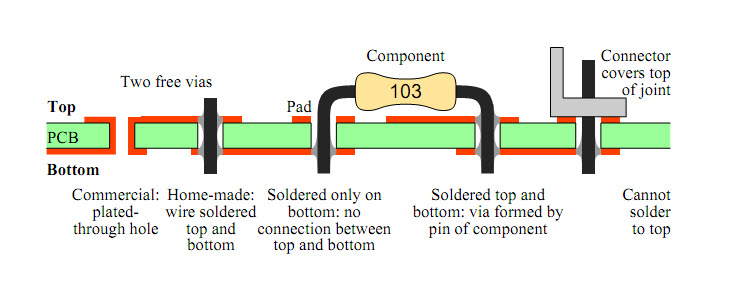 Component
Connector
covers top
of joint
Two free vias
103
Top
Pad
PCB
Bottom
Commercial:
plated-
through hole
Home-made:
wire soldered
top and
bottom
Soldered only on
bottom: no
connection between
top and bottom
Soldered top and
bottom: via formed by
pin of component
Cannot
solder
to top